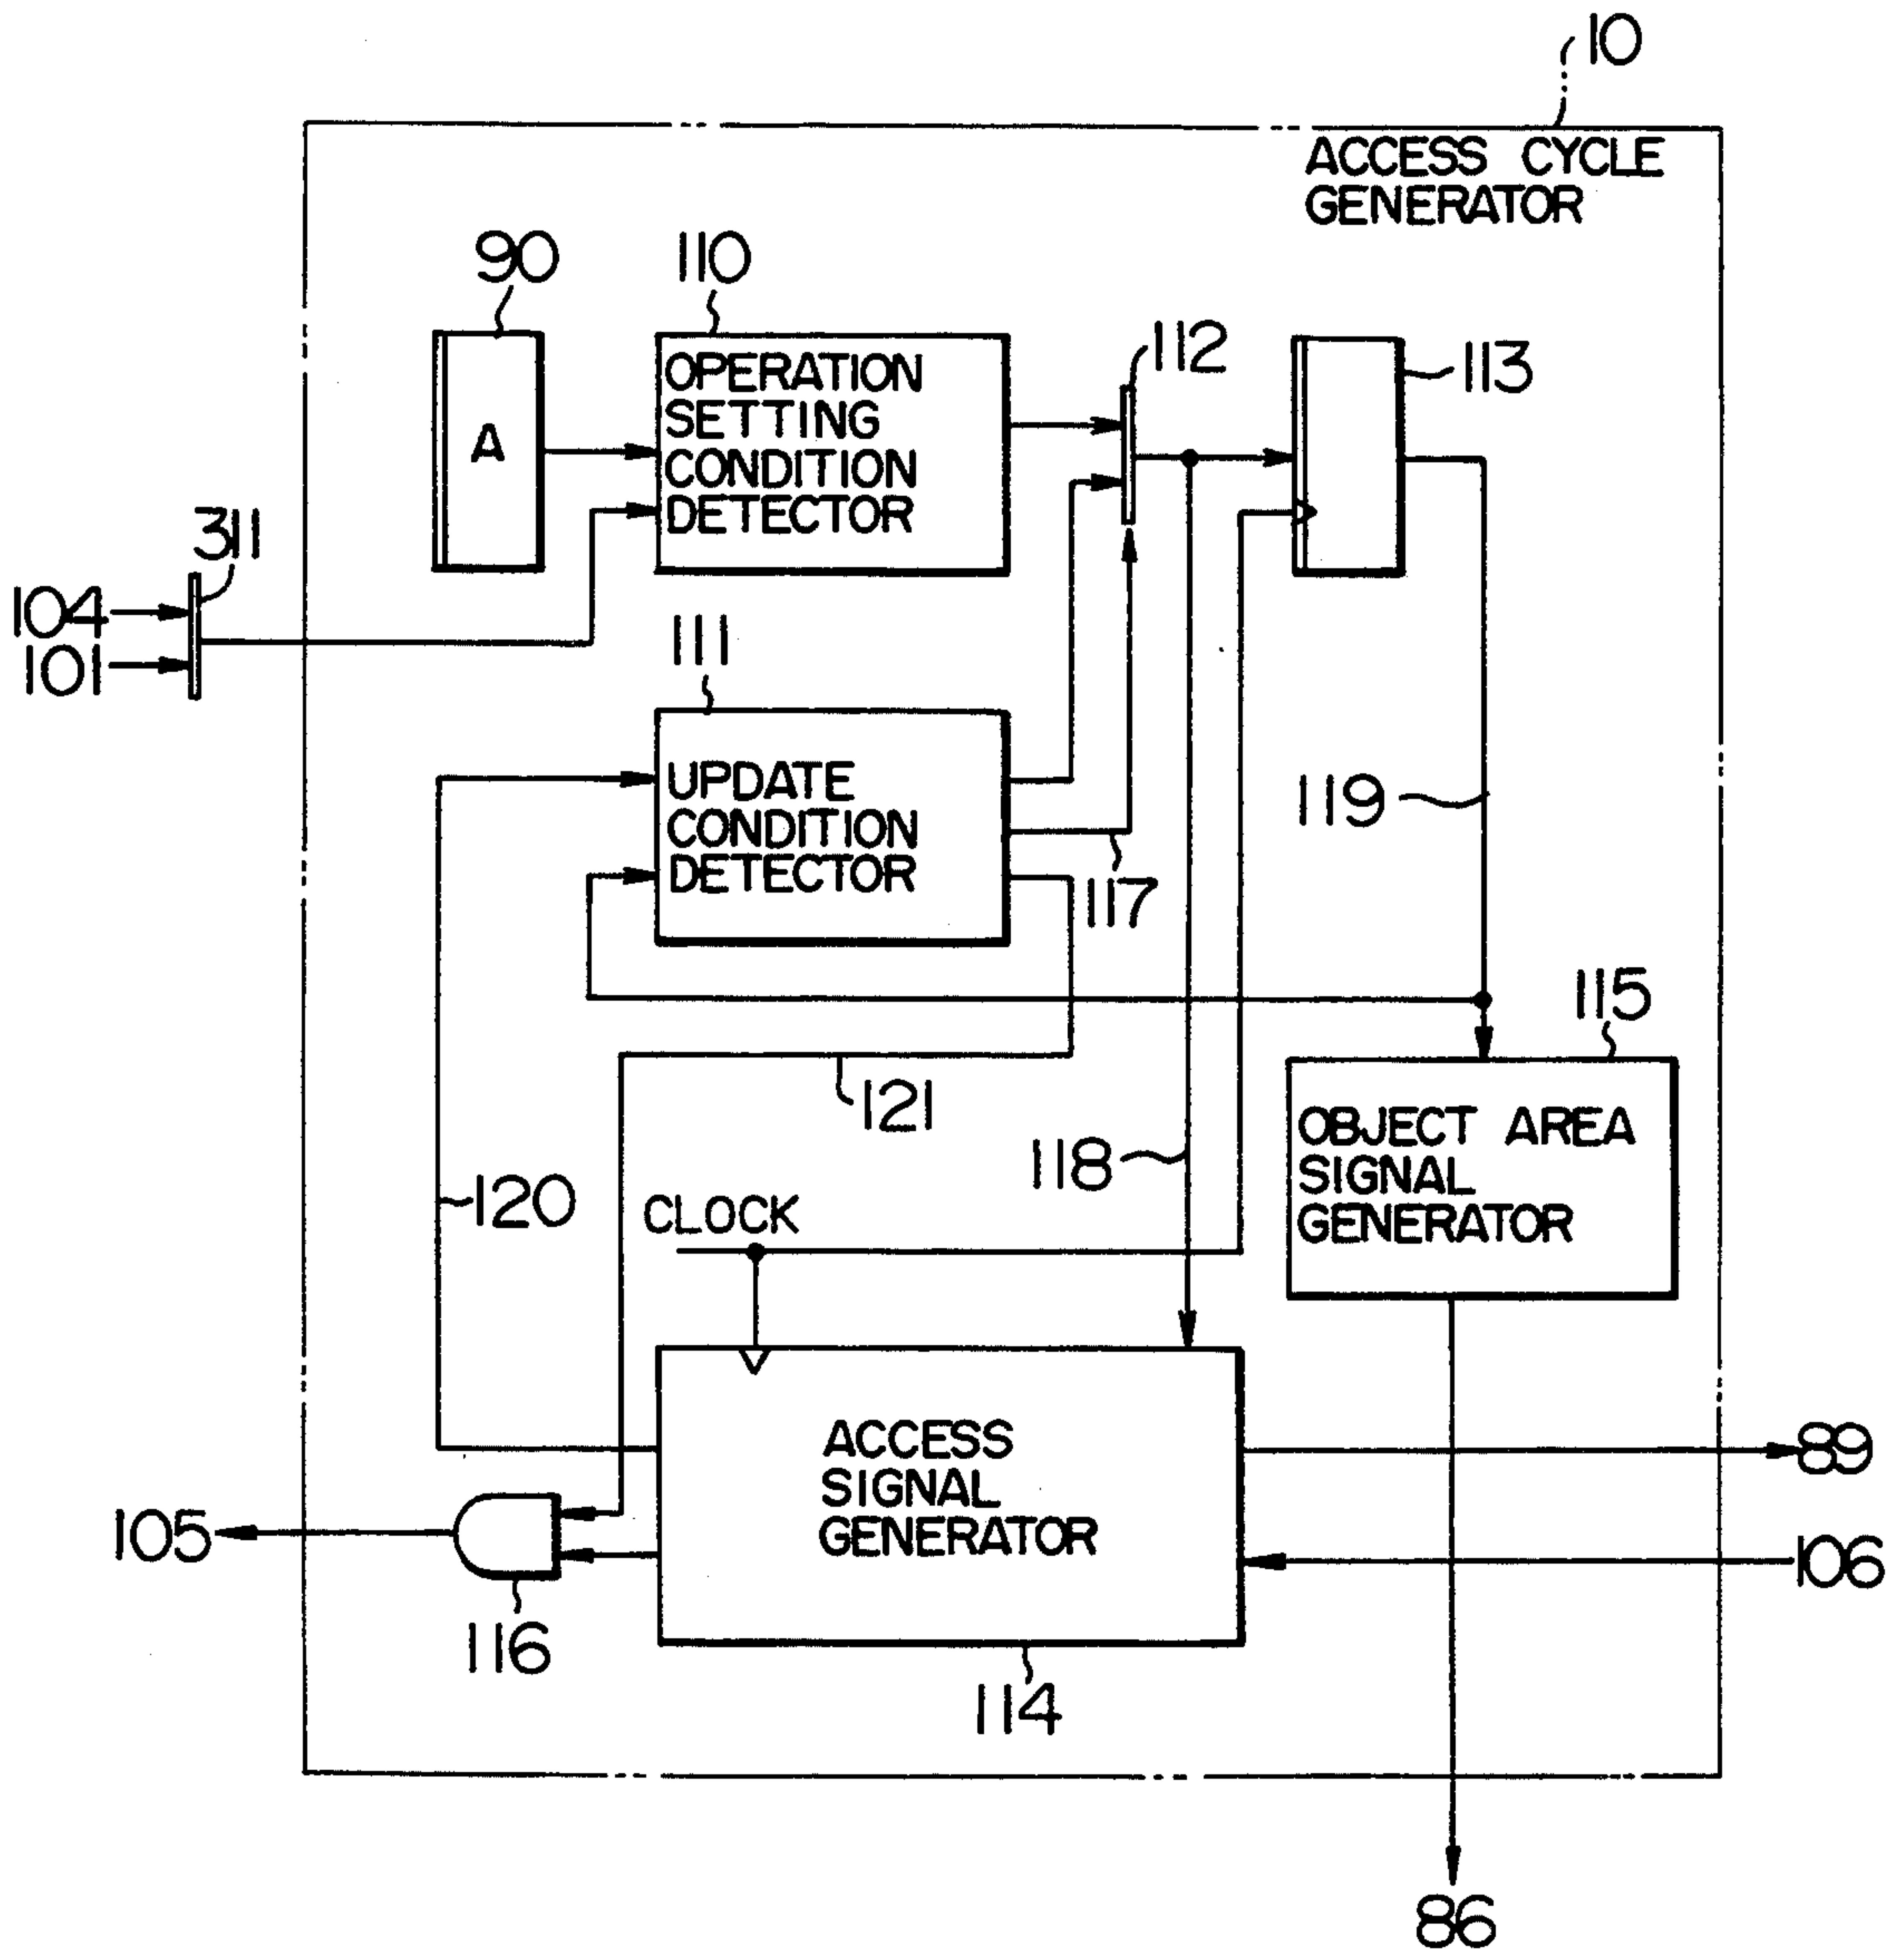 10
ACCESS CYCLE
GENERATOR
90
110
112
113
A
OPERATION
SETTING
CONDITION
DETECTOR
311
104
101
111
UPDATE
CONDITION
DETECTOR
117
119
115
121
118
OBJECT AREA
SIGNAL
GENERATOR
120
CLOCK
ACCESS
SIGNAL
GENERATOR
89
105
106
116
114
86